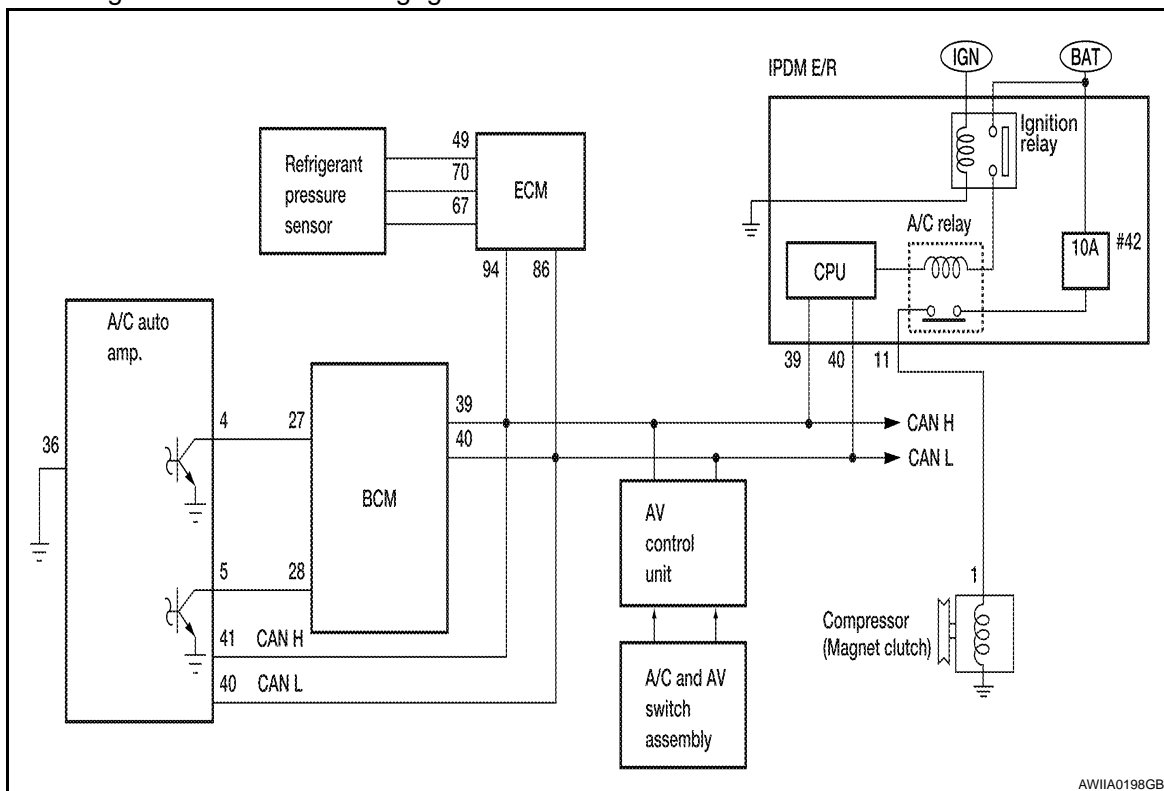 IPDM E/R
IGN
BAT
Ignition
relay
A/C relay
10A
#42
CPU
39
40
11
Refrigerant
pressure
sensor
49
70
67
ECM
94
86
A/C auto
amp.
36
4
27
5
28
41
CAN H
40
CAN L
BCM
39
40
CAN H
CAN L
AV
control
unit
A/C and AV
switch
assembly
1
Compressor
(Magnet clutch)
AWIIA0198GB